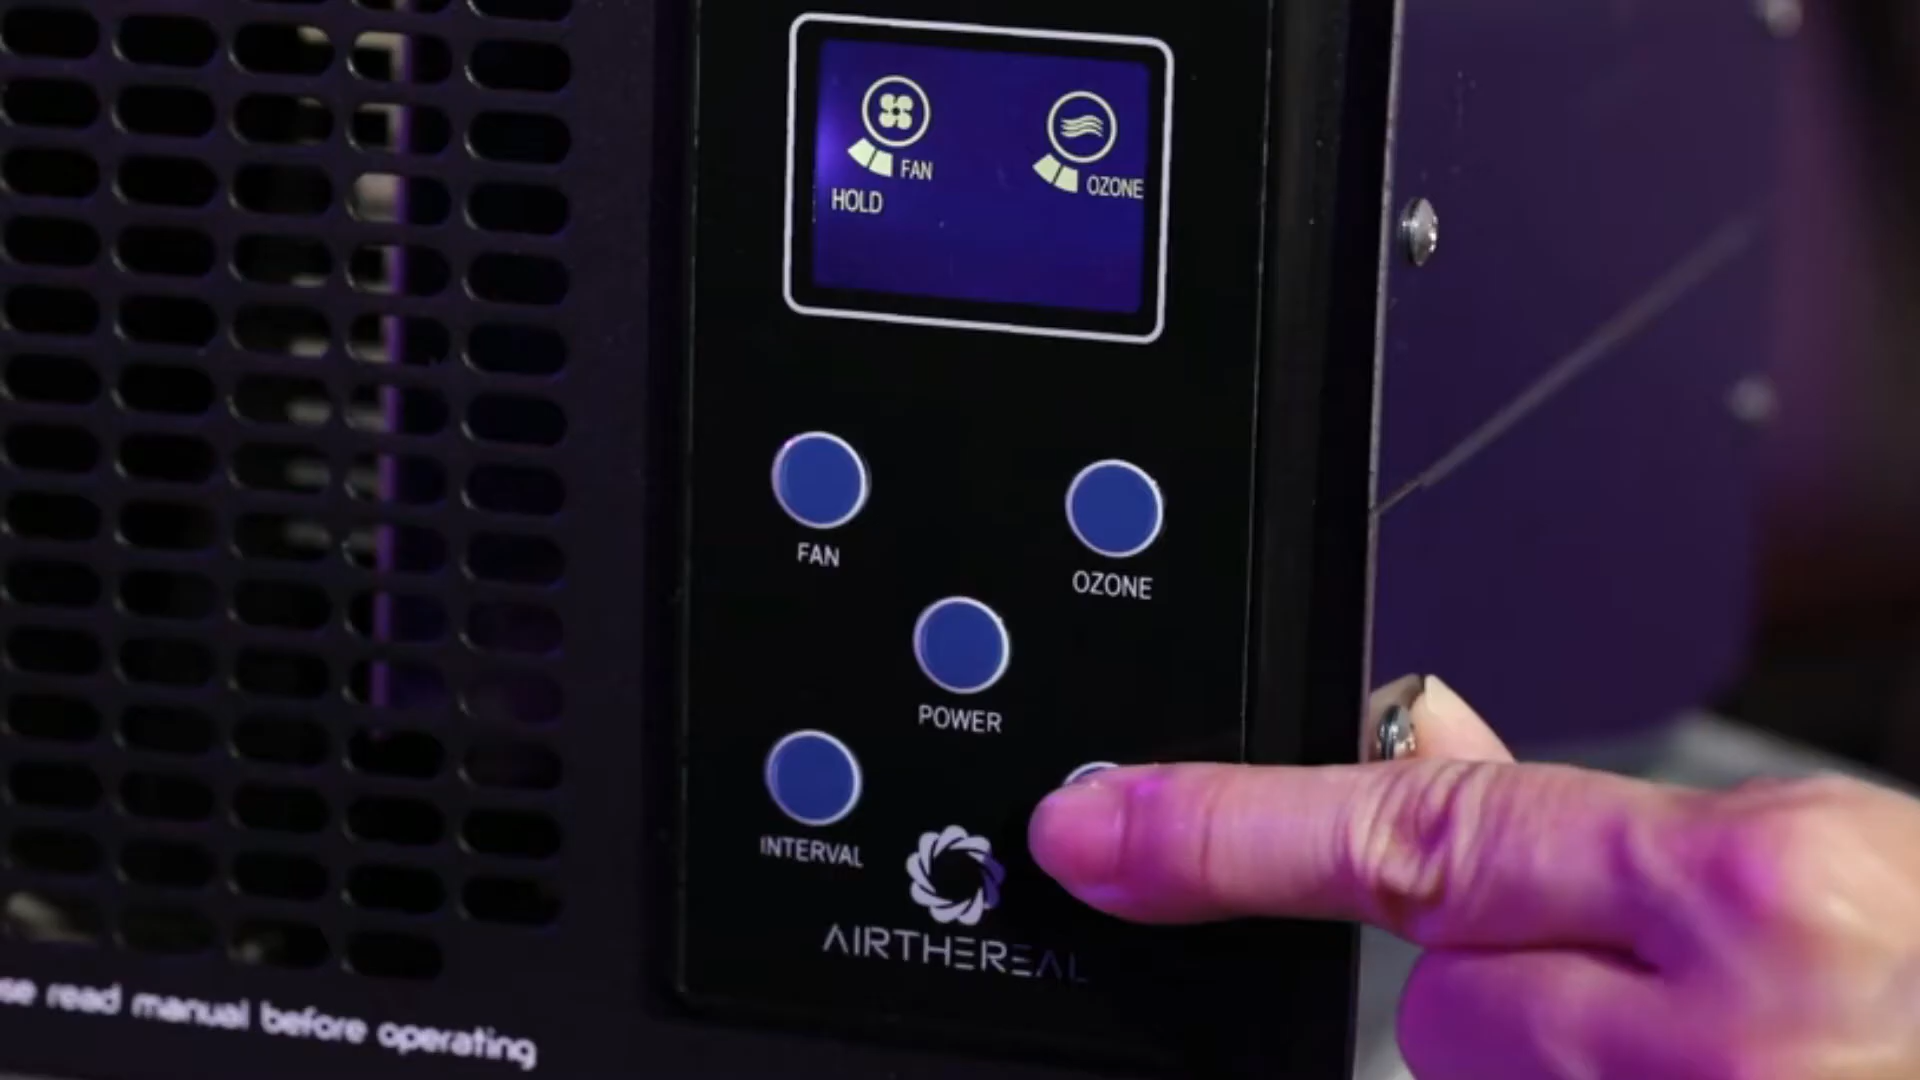 FAN
OZONE
HOLD
FAN
OZONE
POWER
INTERVAL
AIRTHEREAL
read manual before operating